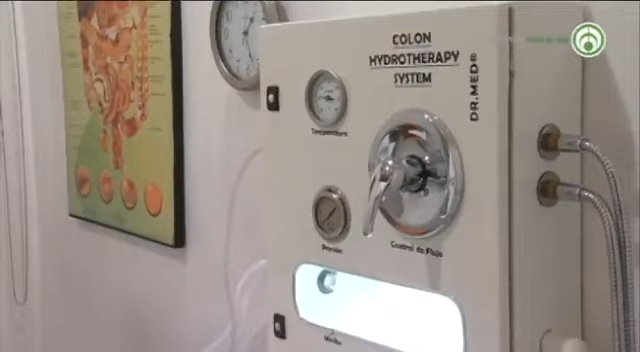 COLON
HYDROTHERAPY
SYSTEM
DR.MED®
Temperatura
Presión
Control de Flujo